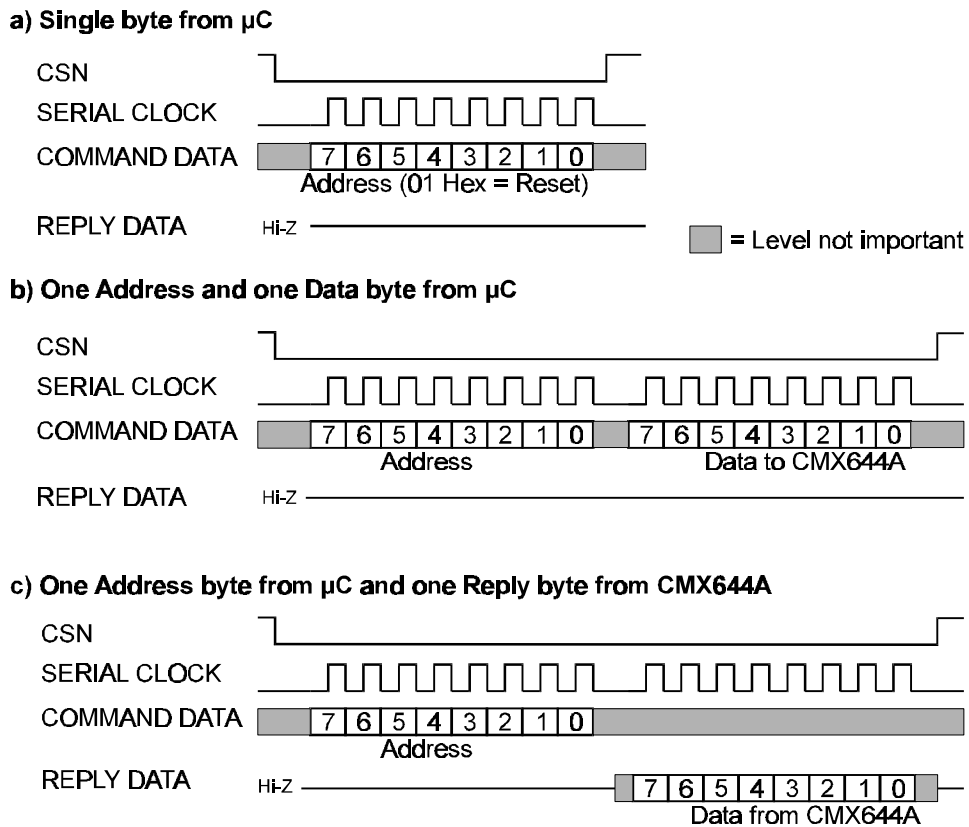 a) Single byte from µC
CSN
SERIAL CLOCK
COMMAND DATA 7 6 5 4 3 2 1 0
Address (01 Hex = Reset)
REPLY DATA Hi-Z
= Level not important
b) One Address and one Data byte from µC
CSN
SERIAL CLOCK
COMMAND DATA 7 6 5 4 3 2 1 0 7 6 5 4 3 2 1 0
Address Data to CMX644A
REPLY DATA Hi-Z
c) One Address byte from µC and one Reply byte from CMX644A
CSN
SERIAL CLOCK
COMMAND DATA 7 6 5 4 3 2 1 0
Address
REPLY DATA Hi-Z 7 6 5 4 3 2 1 0
Data from CMX644A